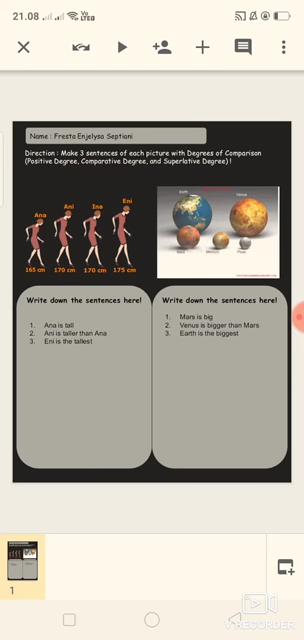 21.08
Name : Fresta Enjelysa Septiani
Direction : Make 3 sentences of each picture with Degrees of Comparison
(Positive Degree, Comparative Degree, and Superlative Degree) !
Ana
Ani
Ina
Eni
165 cm
170 cm
170 cm
175 cm
Earth
Venus
Mars
Mercury
Pluto
Write down the sentences here!
1. Ana is tall
2. Ani is taller than Ana
3. Eni is the tallest
Write down the sentences here!
1. Mars is big
2. Venus is bigger than Mars
3. Earth is the biggest
1
V RECORDER